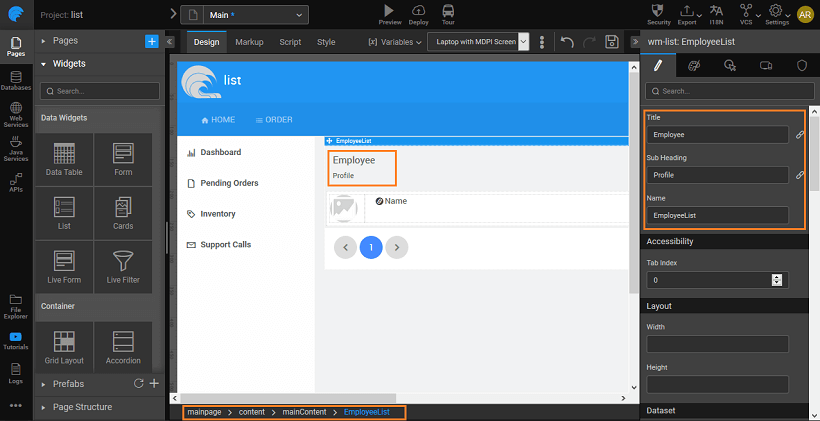 Project: list
Main *
Preview
Deploy
Tour
Security
Export
I18N
VCS
Settings
AR
Pages
Databases
Web
Services
Java
Services
APIs
File
Explorer
Tutorials
Logs
Pages
Widgets
Search...
Data Widgets
Data Table
Form
List
Cards
Live Form
Live Filter
Container
Grid Layout
Accordion
Prefabs
Page Structure
Design
Markup
Script
Style
[x] Variables
Laptop with MDPI Screen
list
HOME
ORDER
Dashboard
Pending Orders
Inventory
Support Calls
EmployeeList
Employee
Profile
Name
1
mainpage > content > mainContent > EmployeeList
wm-list: EmployeeList
Search...
Title
Employee
Sub Heading
Profile
Name
EmployeeList
Accessibility
Tab Index
0
Layout
Width
Height
Dataset